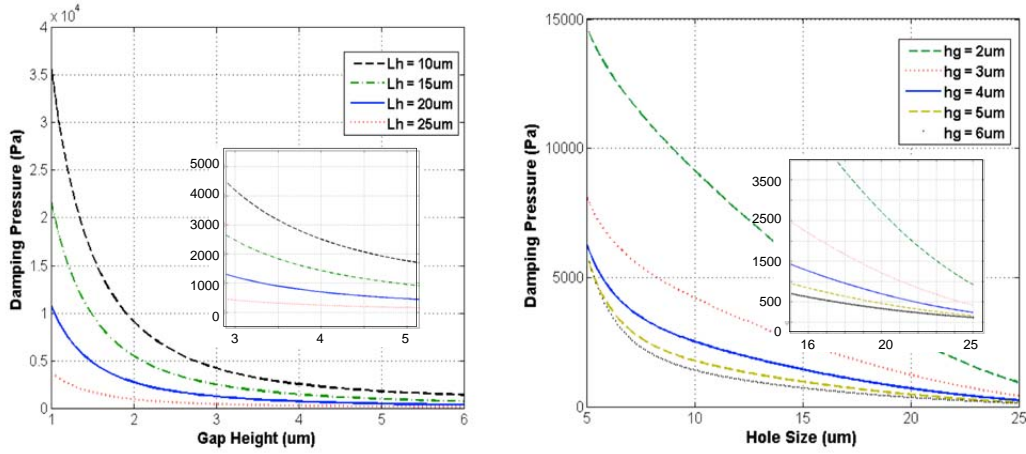 x 10⁴
4
3.5
3
2.5
2
1.5
1
0.5
0
Damping Pressure (Pa)
Lh = 10um
Lh = 15um
Lh = 20um
Lh = 25um
5000
4000
3000
2000
1000
0
3 4 5
1 2 3 4 5 6
Gap Height (um)
15000
10000
5000
0
Damping Pressure (Pa)
hg = 2um
hg = 3um
hg = 4um
hg = 5um
hg = 6um
3500
2500
1500
500
0
16 20 25
5 10 15 20 25
Hole Size (um)